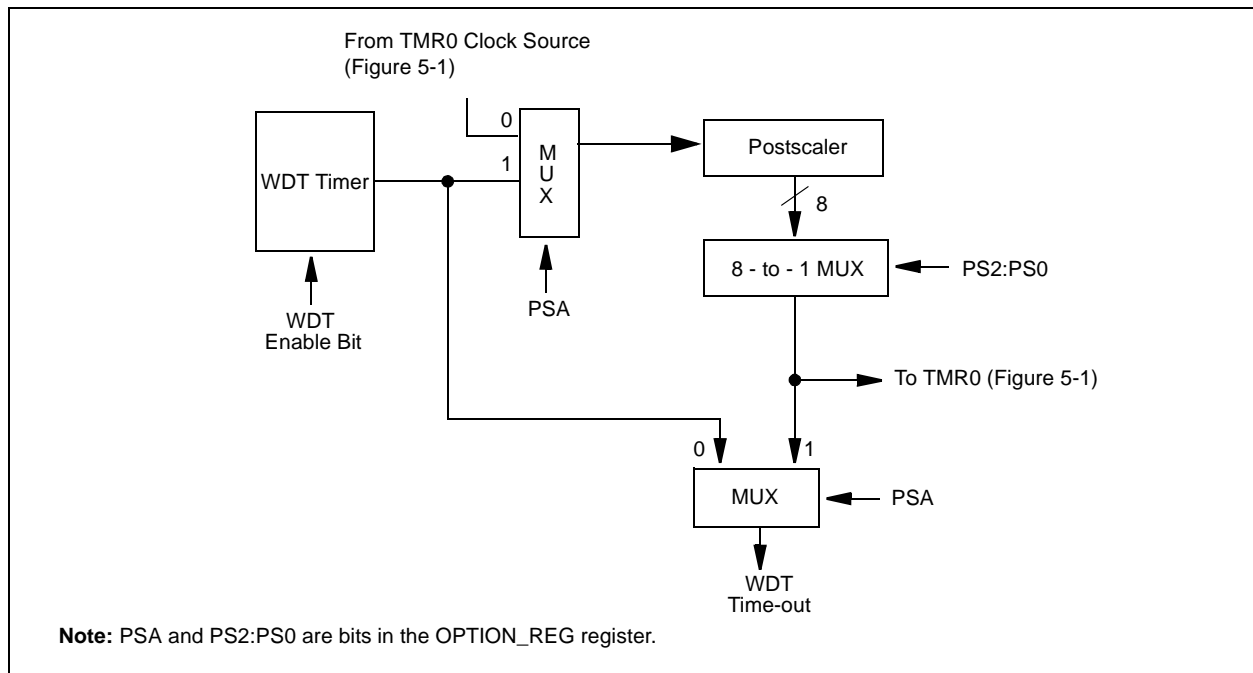 From TMR0 Clock Source
(Figure 5-1)
0
1
M
U
X
WDT Timer
Postscaler
8
8 - to - 1 MUX
PS2:PS0
PSA
WDT
Enable Bit
To TMR0 (Figure 5-1)
0
1
MUX
PSA
WDT
Time-out
Note: PSA and PS2:PS0 are bits in the OPTION_REG register.